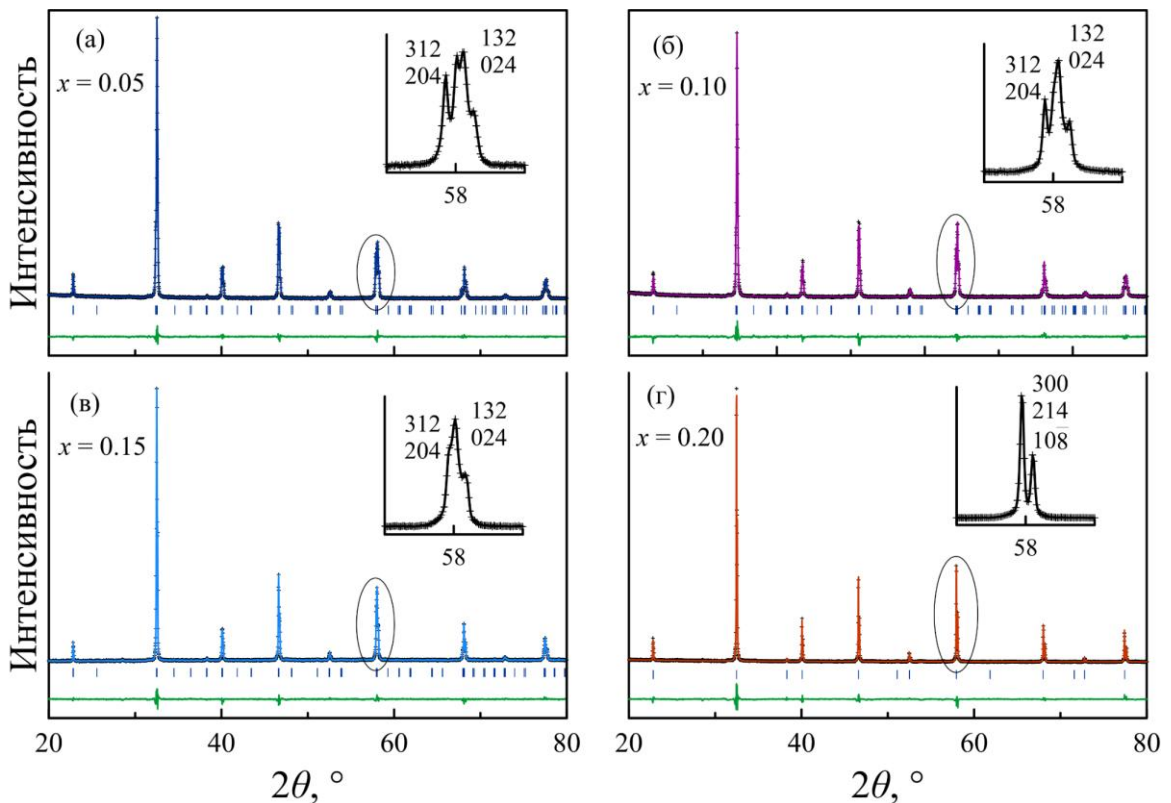 Интенсивность
(а)
x = 0.05
312
204
132
024
58
(б)
x = 0.10
312
204
132
024
58
Интенсивность
(в)
x = 0.15
312
204
132
024
58
20
40
60
80
2θ, °
(г)
x = 0.20
300
214
108̅
58
20
40
60
80
2θ, °